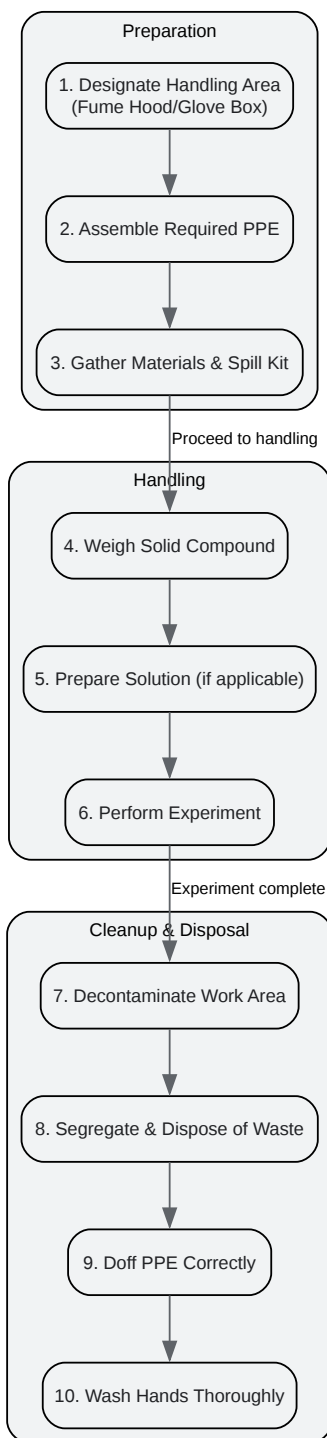 Preparation
1. Designate Handling Area
(Fume Hood/Glove Box)
2. Assemble Required PPE
3. Gather Materials & Spill Kit
Proceed to handling
Handling
4. Weigh Solid Compound
5. Prepare Solution (if applicable)
6. Perform Experiment
Experiment complete
Cleanup & Disposal
7. Decontaminate Work Area
8. Segregate & Dispose of Waste
9. Doff PPE Correctly
10. Wash Hands Thoroughly